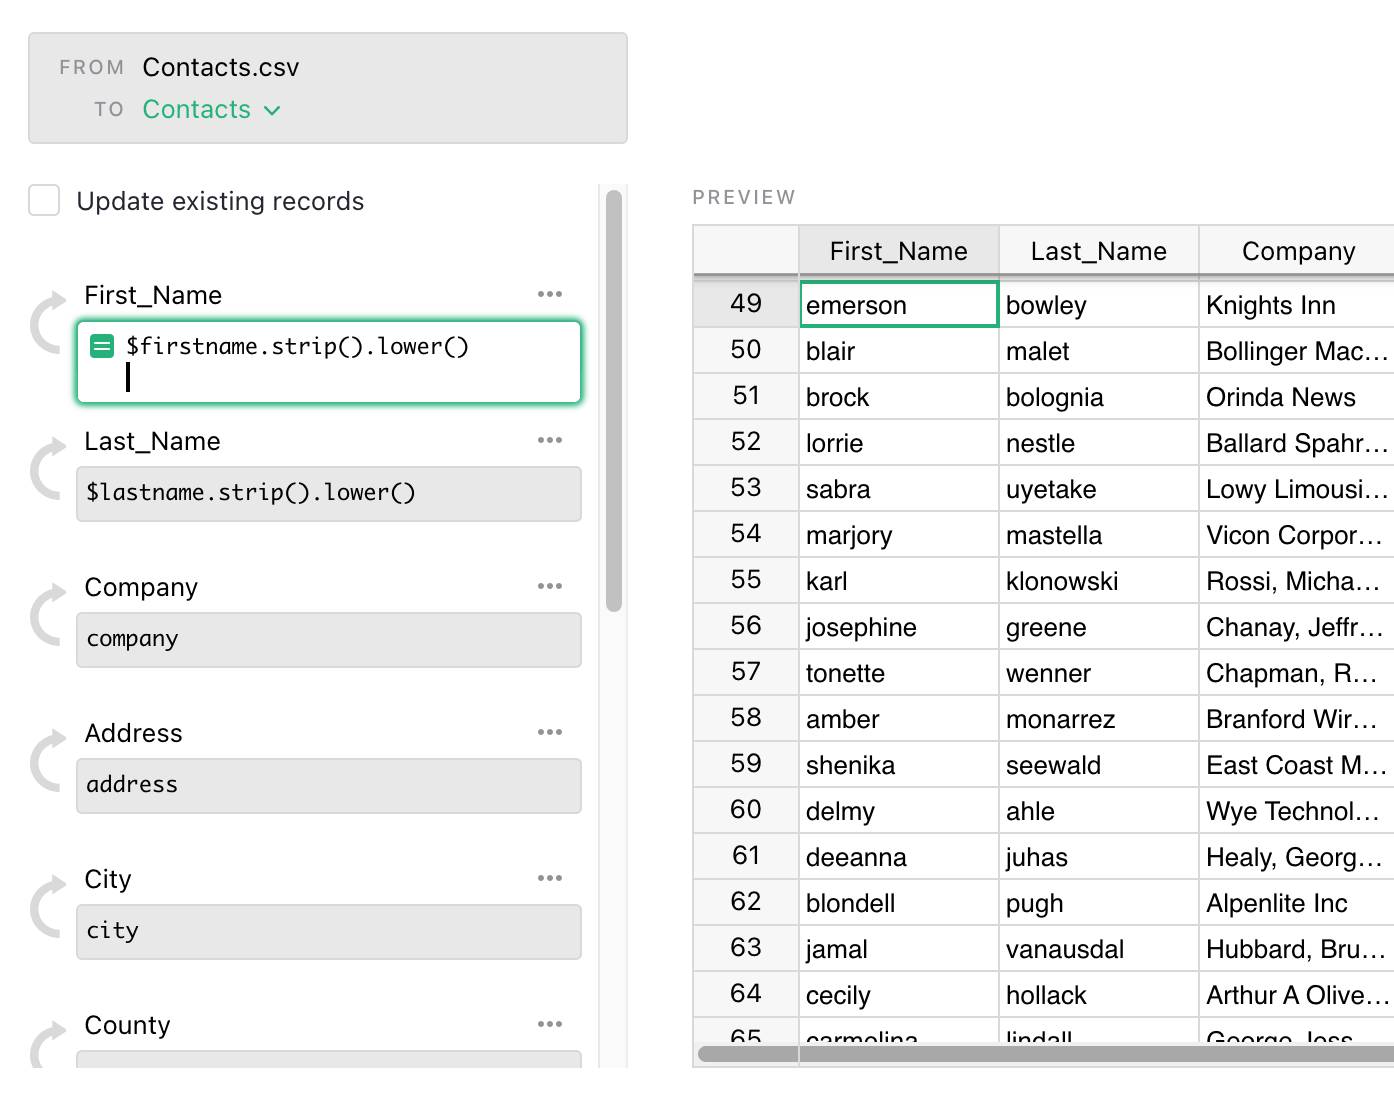 FROM Contacts.csv
TO Contacts
Update existing records
First_Name
$firstname.strip().lower()
Last_Name
$lastname.strip().lower()
Company
company
Address
address
City
city
County
PREVIEW
First_Name Last_Name Company
49 emerson bowley Knights Inn
50 blair malet Bollinger Mac…
51 brock bolognia Orinda News
52 lorrie nestle Ballard Spahr…
53 sabra uyetake Lowy Limousi…
54 marjory mastella Vicon Corpor…
55 karl klonowski Rossi, Micha…
56 josephine greene Chanay, Jeffr…
57 tonette wenner Chapman, R…
58 amber monarrez Branford Wir…
59 shenika seewald East Coast M…
60 delmy ahle Wye Technol…
61 deeanna juhas Healy, Georg…
62 blondell pugh Alpenlite Inc
63 jamal vanausdal Hubbard, Bru…
64 cecily hollack Arthur A Olive…
65 carmelina lindall George Jess